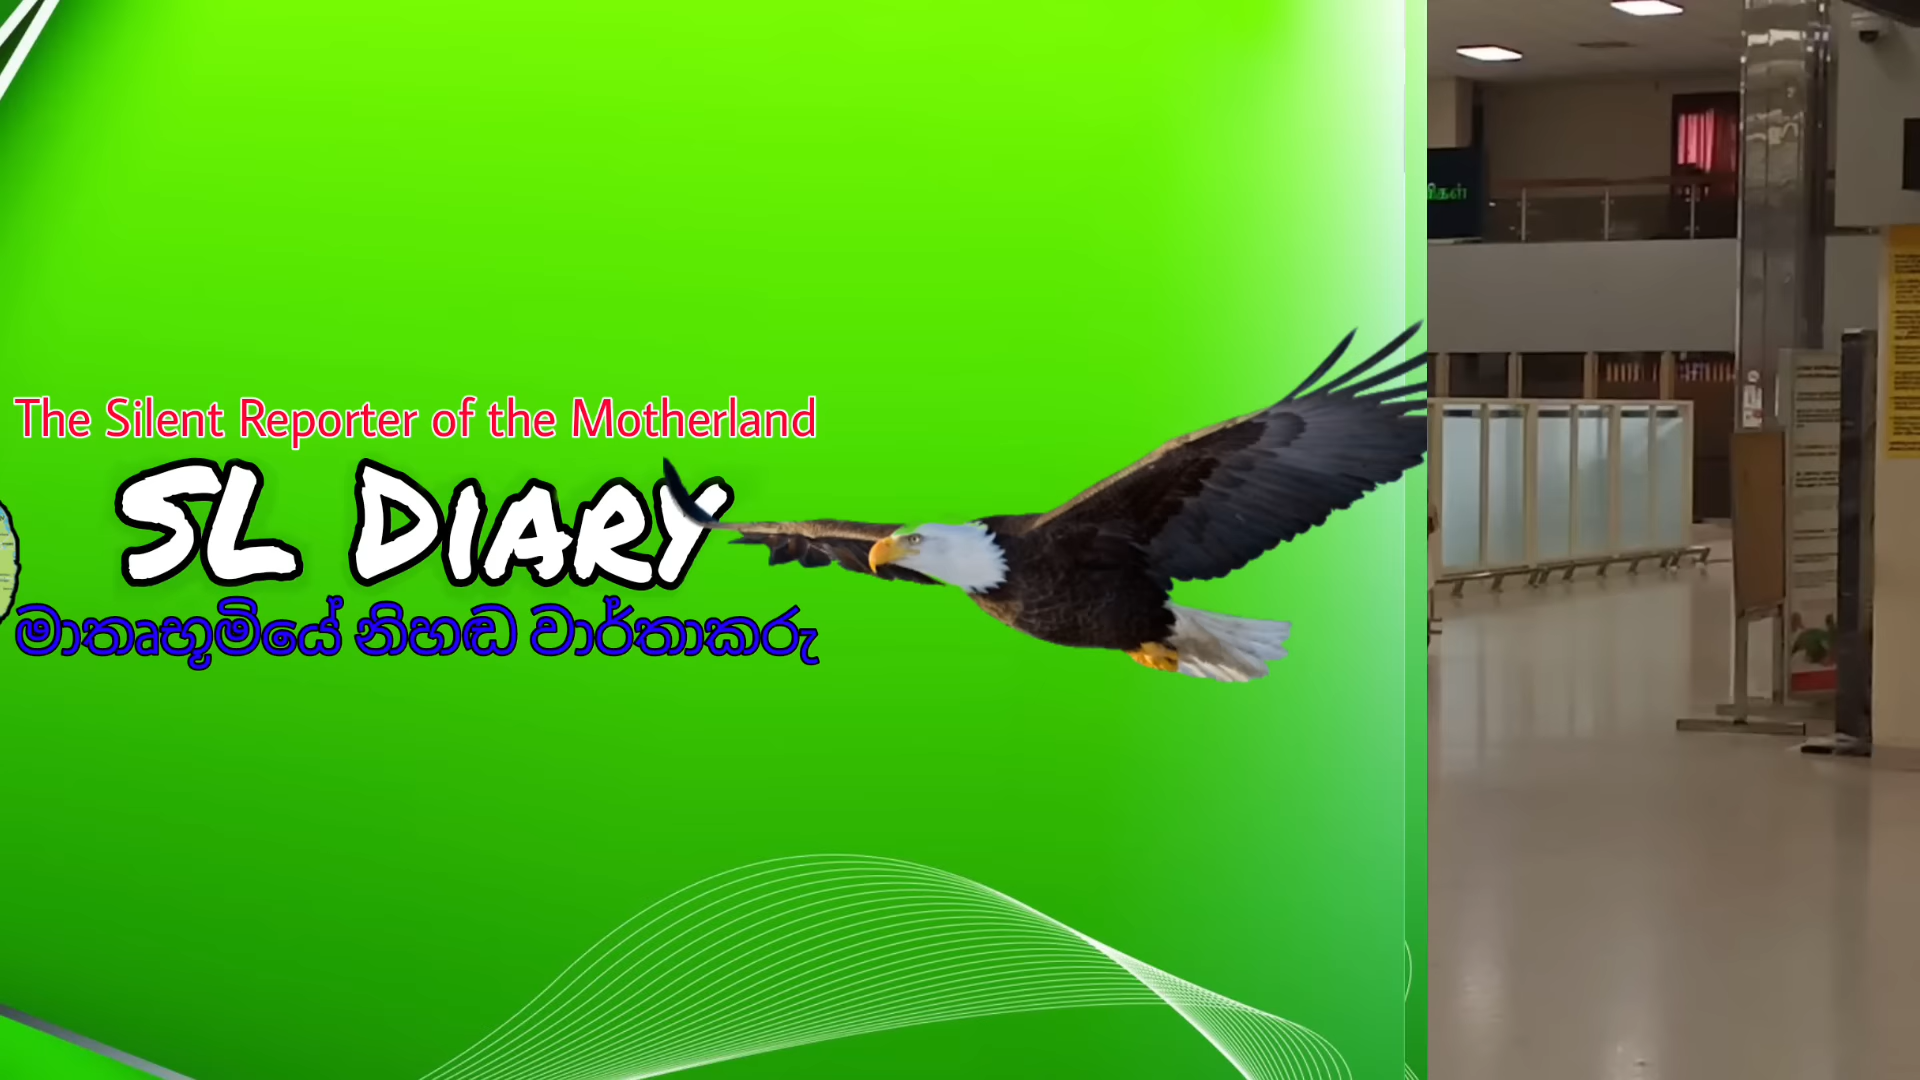 The Silent Reporter of the Motherland
SL DIARY
මාතෘභූමියේ නිහඬ වාර්තාකරු